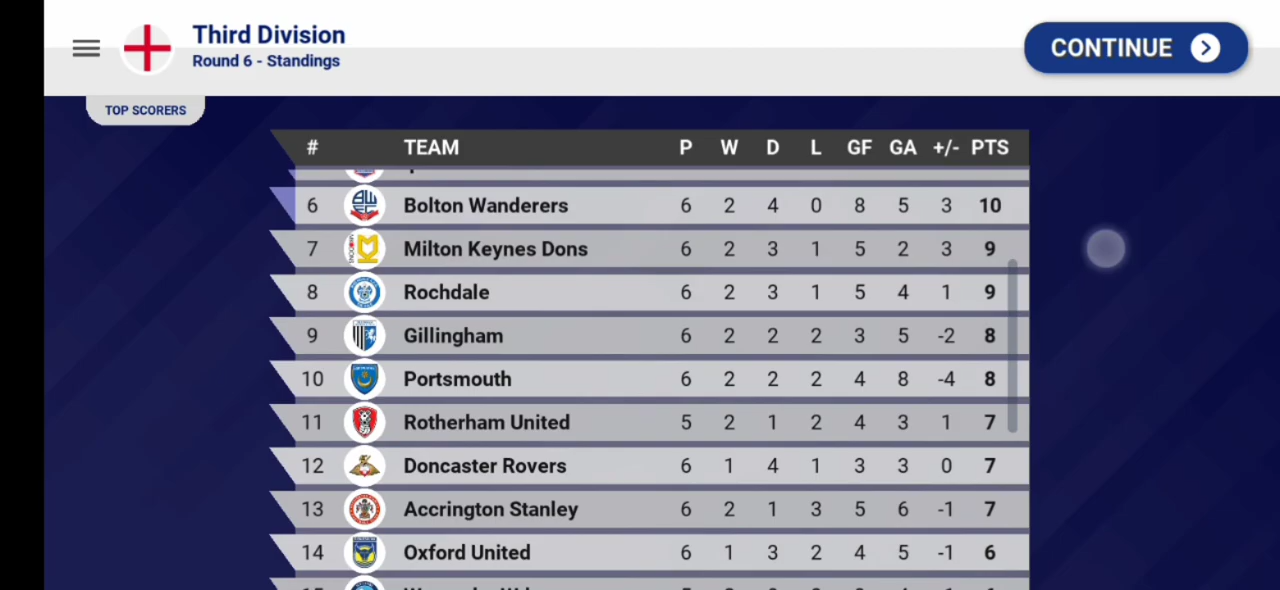 Third Division
Round 6 - Standings
CONTINUE
TOP SCORERS
# TEAM P W D L GF GA +/- PTS
6 Bolton Wanderers 6 2 4 0 8 5 3 10
7 Milton Keynes Dons 6 2 3 1 5 2 3 9
8 Rochdale 6 2 3 1 5 4 1 9
9 Gillingham 6 2 2 2 3 5 -2 8
10 Portsmouth 6 2 2 2 4 8 -4 8
11 Rotherham United 5 2 1 2 4 3 1 7
12 Doncaster Rovers 6 1 4 1 3 3 0 7
13 Accrington Stanley 6 2 1 3 5 6 -1 7
14 Oxford United 6 1 3 2 4 5 -1 6